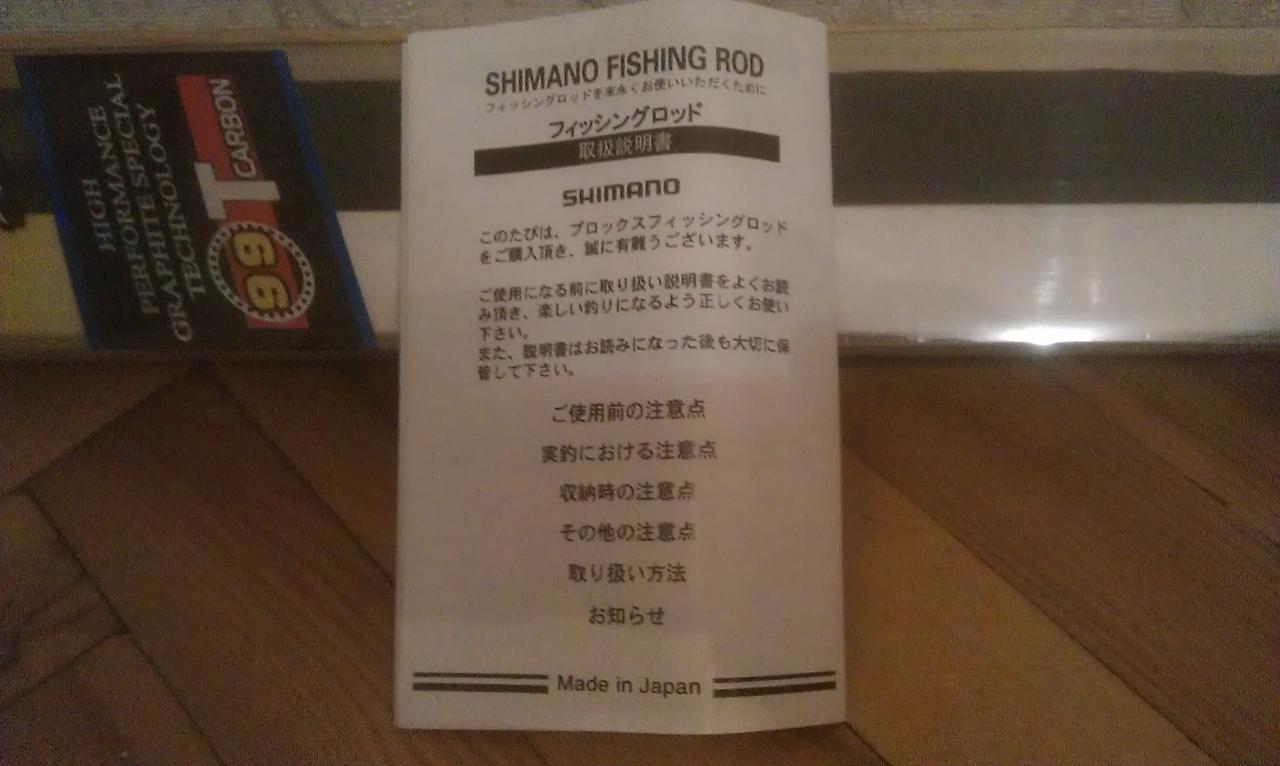 HIGH
PERFORMANCE
PERFITE SPECIAL
GRAPHITE NOLOGY
TECHNOLOGY
99T CARBON
SHIMANO FISHING ROD
フィッシングロッドを末永くお使いいただくために
フィッシングロッド
取扱説明書
SHIMANO
このたびは、ブロックスフィッシングロッド
をご購入頂き、誠に有難うございます。
ご使用になる前に取り扱い説明書をよくお読
み頂き、楽しい釣りになるよう正しくお使い
下さい。
また、説明書はお読みになった後も大切に保
管して下さい。
ご使用前の注意点
実釣における注意点
収納時の注意点
その他の注意点
取り扱い方法
お知らせ
Made in Japan